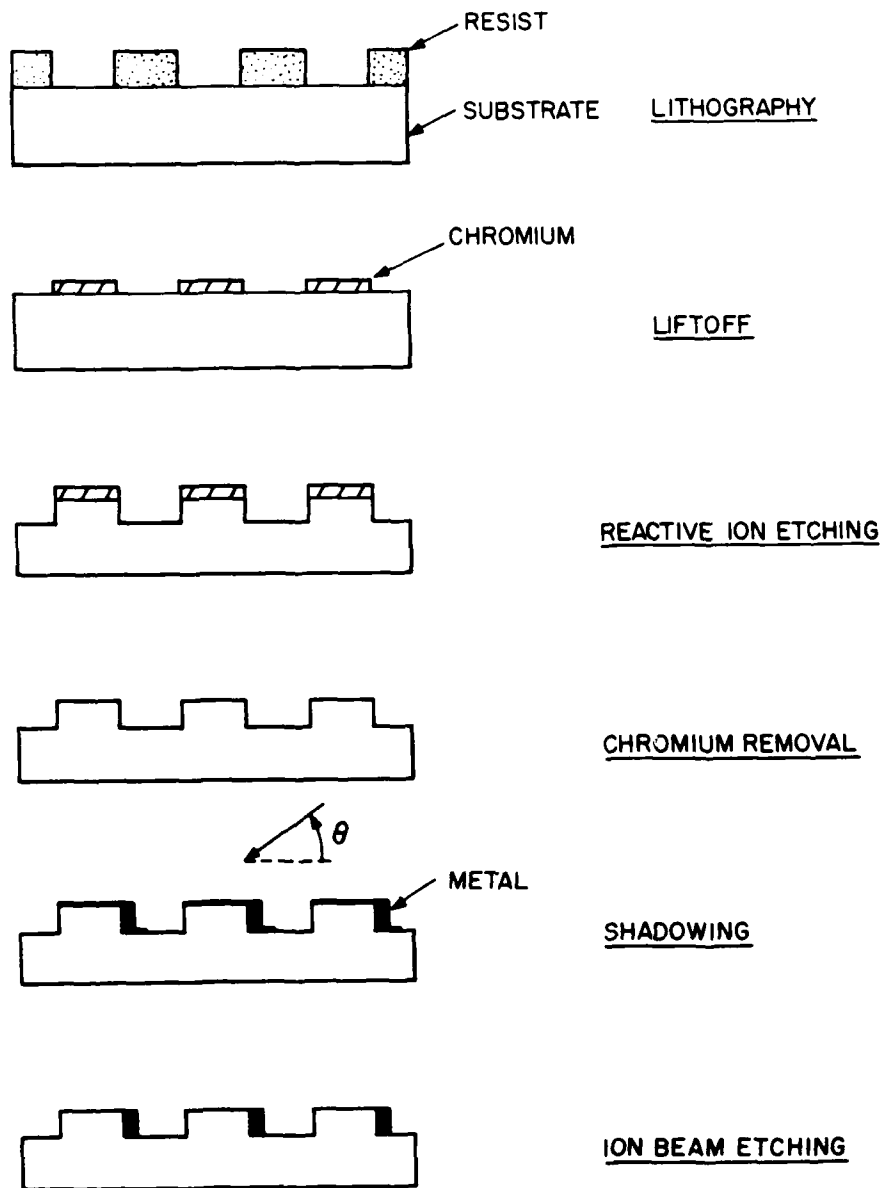 RESIST
SUBSTRATE
LITHOGRAPHY
CHROMIUM
LIFTOFF
REACTIVE ION ETCHING
CHROMIUM REMOVAL
θ
METAL
SHADOWING
ION BEAM ETCHING